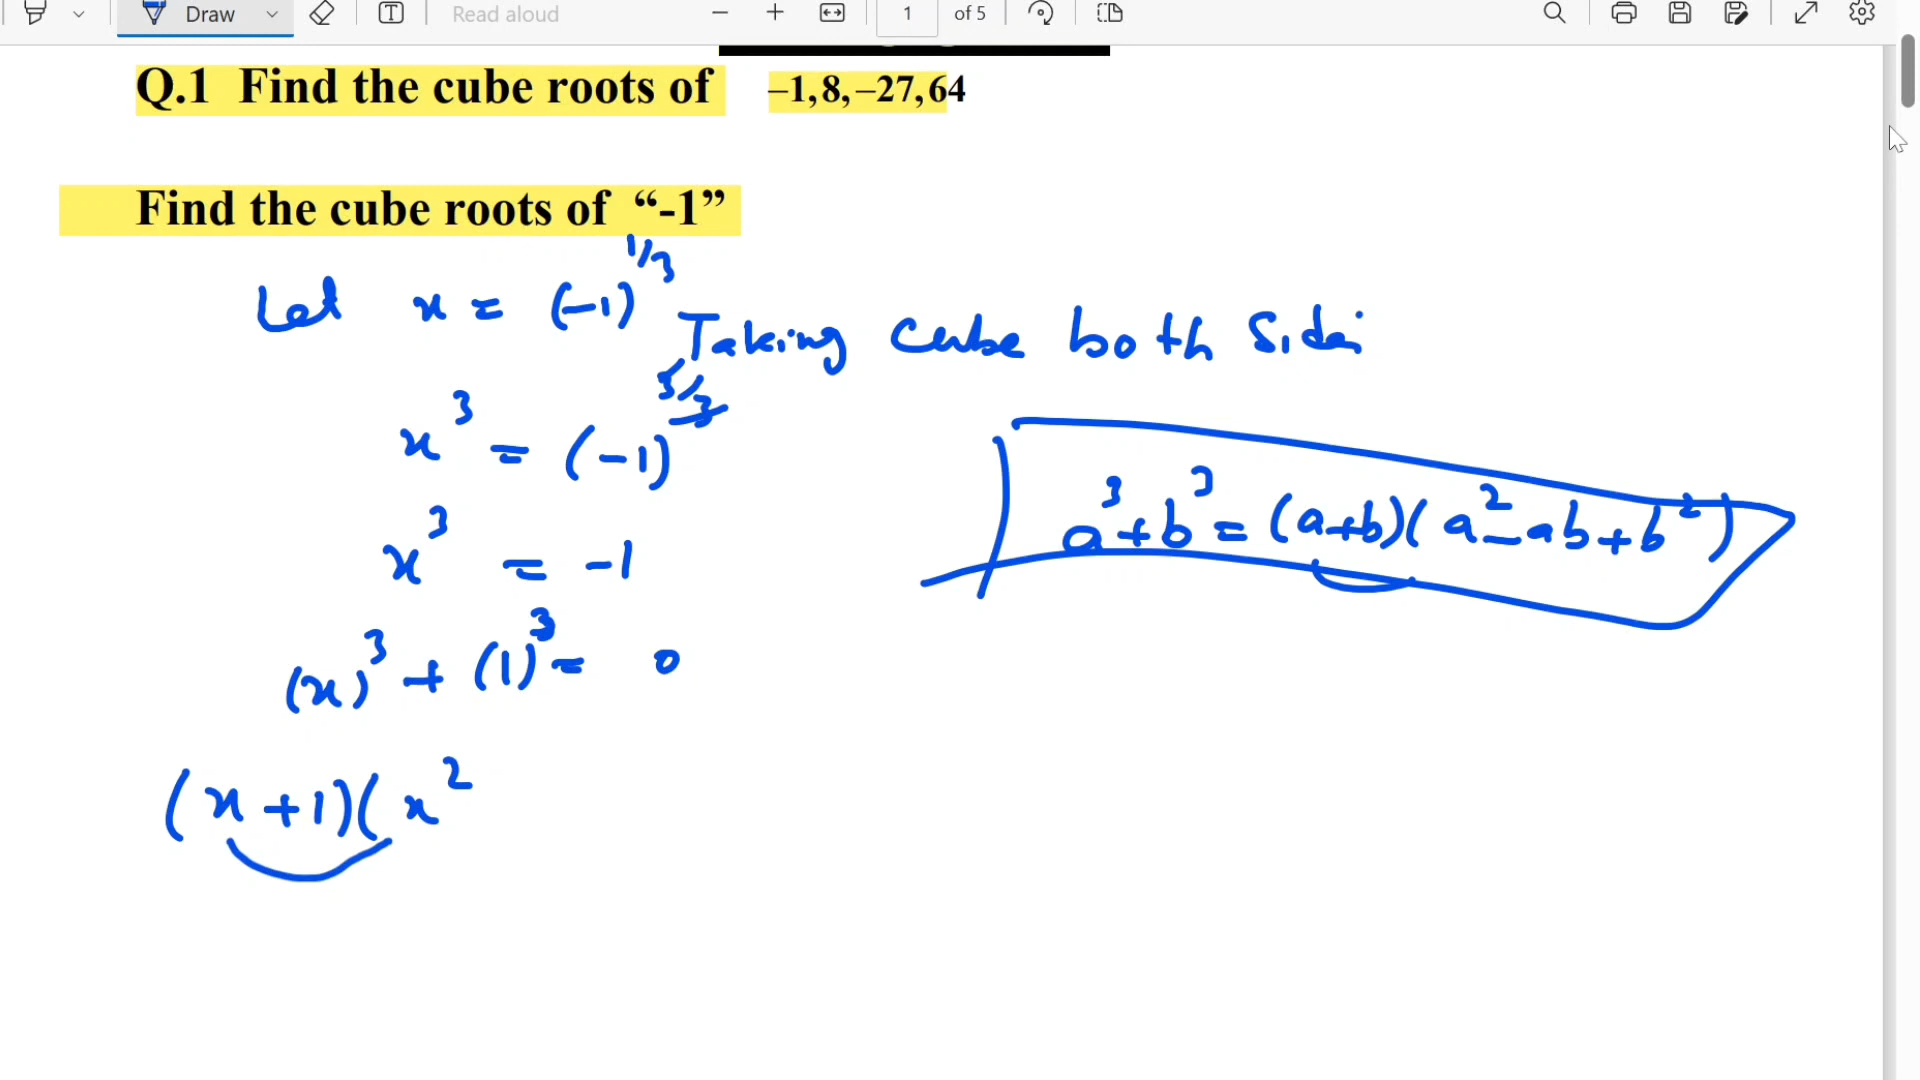 Draw Read aloud 1 of 5
Q.1 Find the cube roots of –1, 8, –27, 64
Find the cube roots of “-1”
Let x = (-1)^1/3
Taking Cube both Sides
x^3 = (-1)^3/3
x^3 = -1
a^3+b^3 = (a+b)(a^2-ab+b^2)
(x)^3 + (1)^3 = 0
(x+1)(x^2